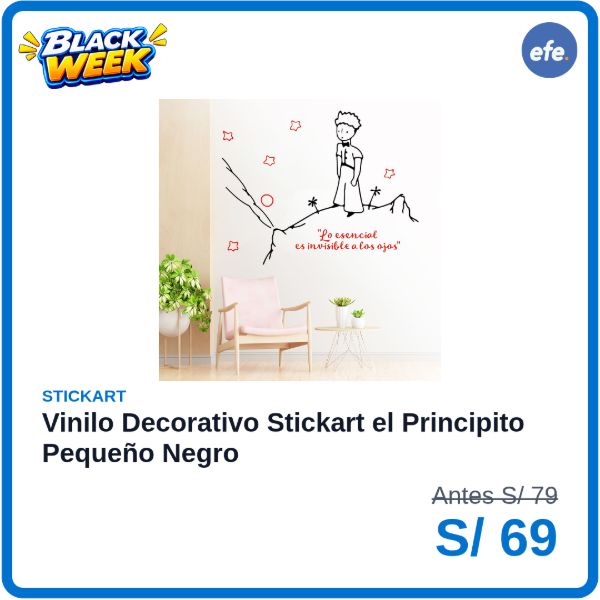 BLACK
WEEK
efe.
"Lo esencial
es invisible a los ojos"
STICKART
Vinilo Decorativo Stickart el Principito
Pequeño Negro
Antes S/ 79
S/ 69